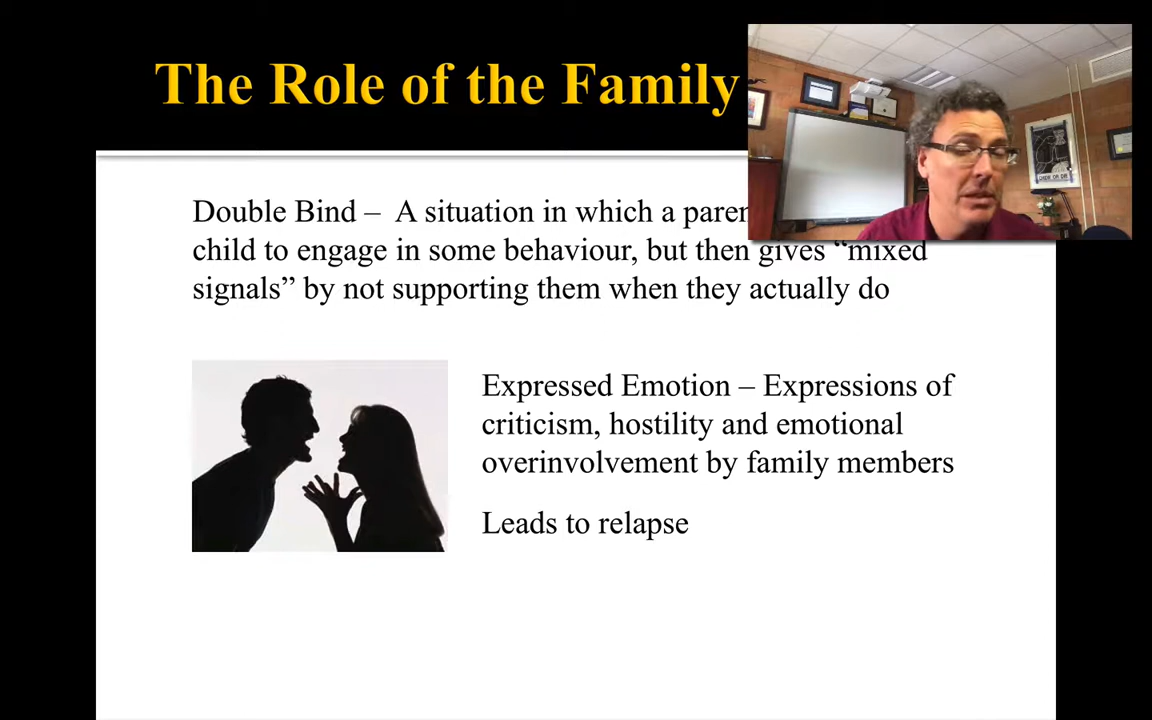 The Role of the Family
Double Bind – A situation in which a
child to engage in some behaviour, but then gives “mixed
signals” by not supporting them when they actually do
Expressed Emotion – Expressions of
criticism, hostility and emotional
overinvolvement by family members
Leads to relapse